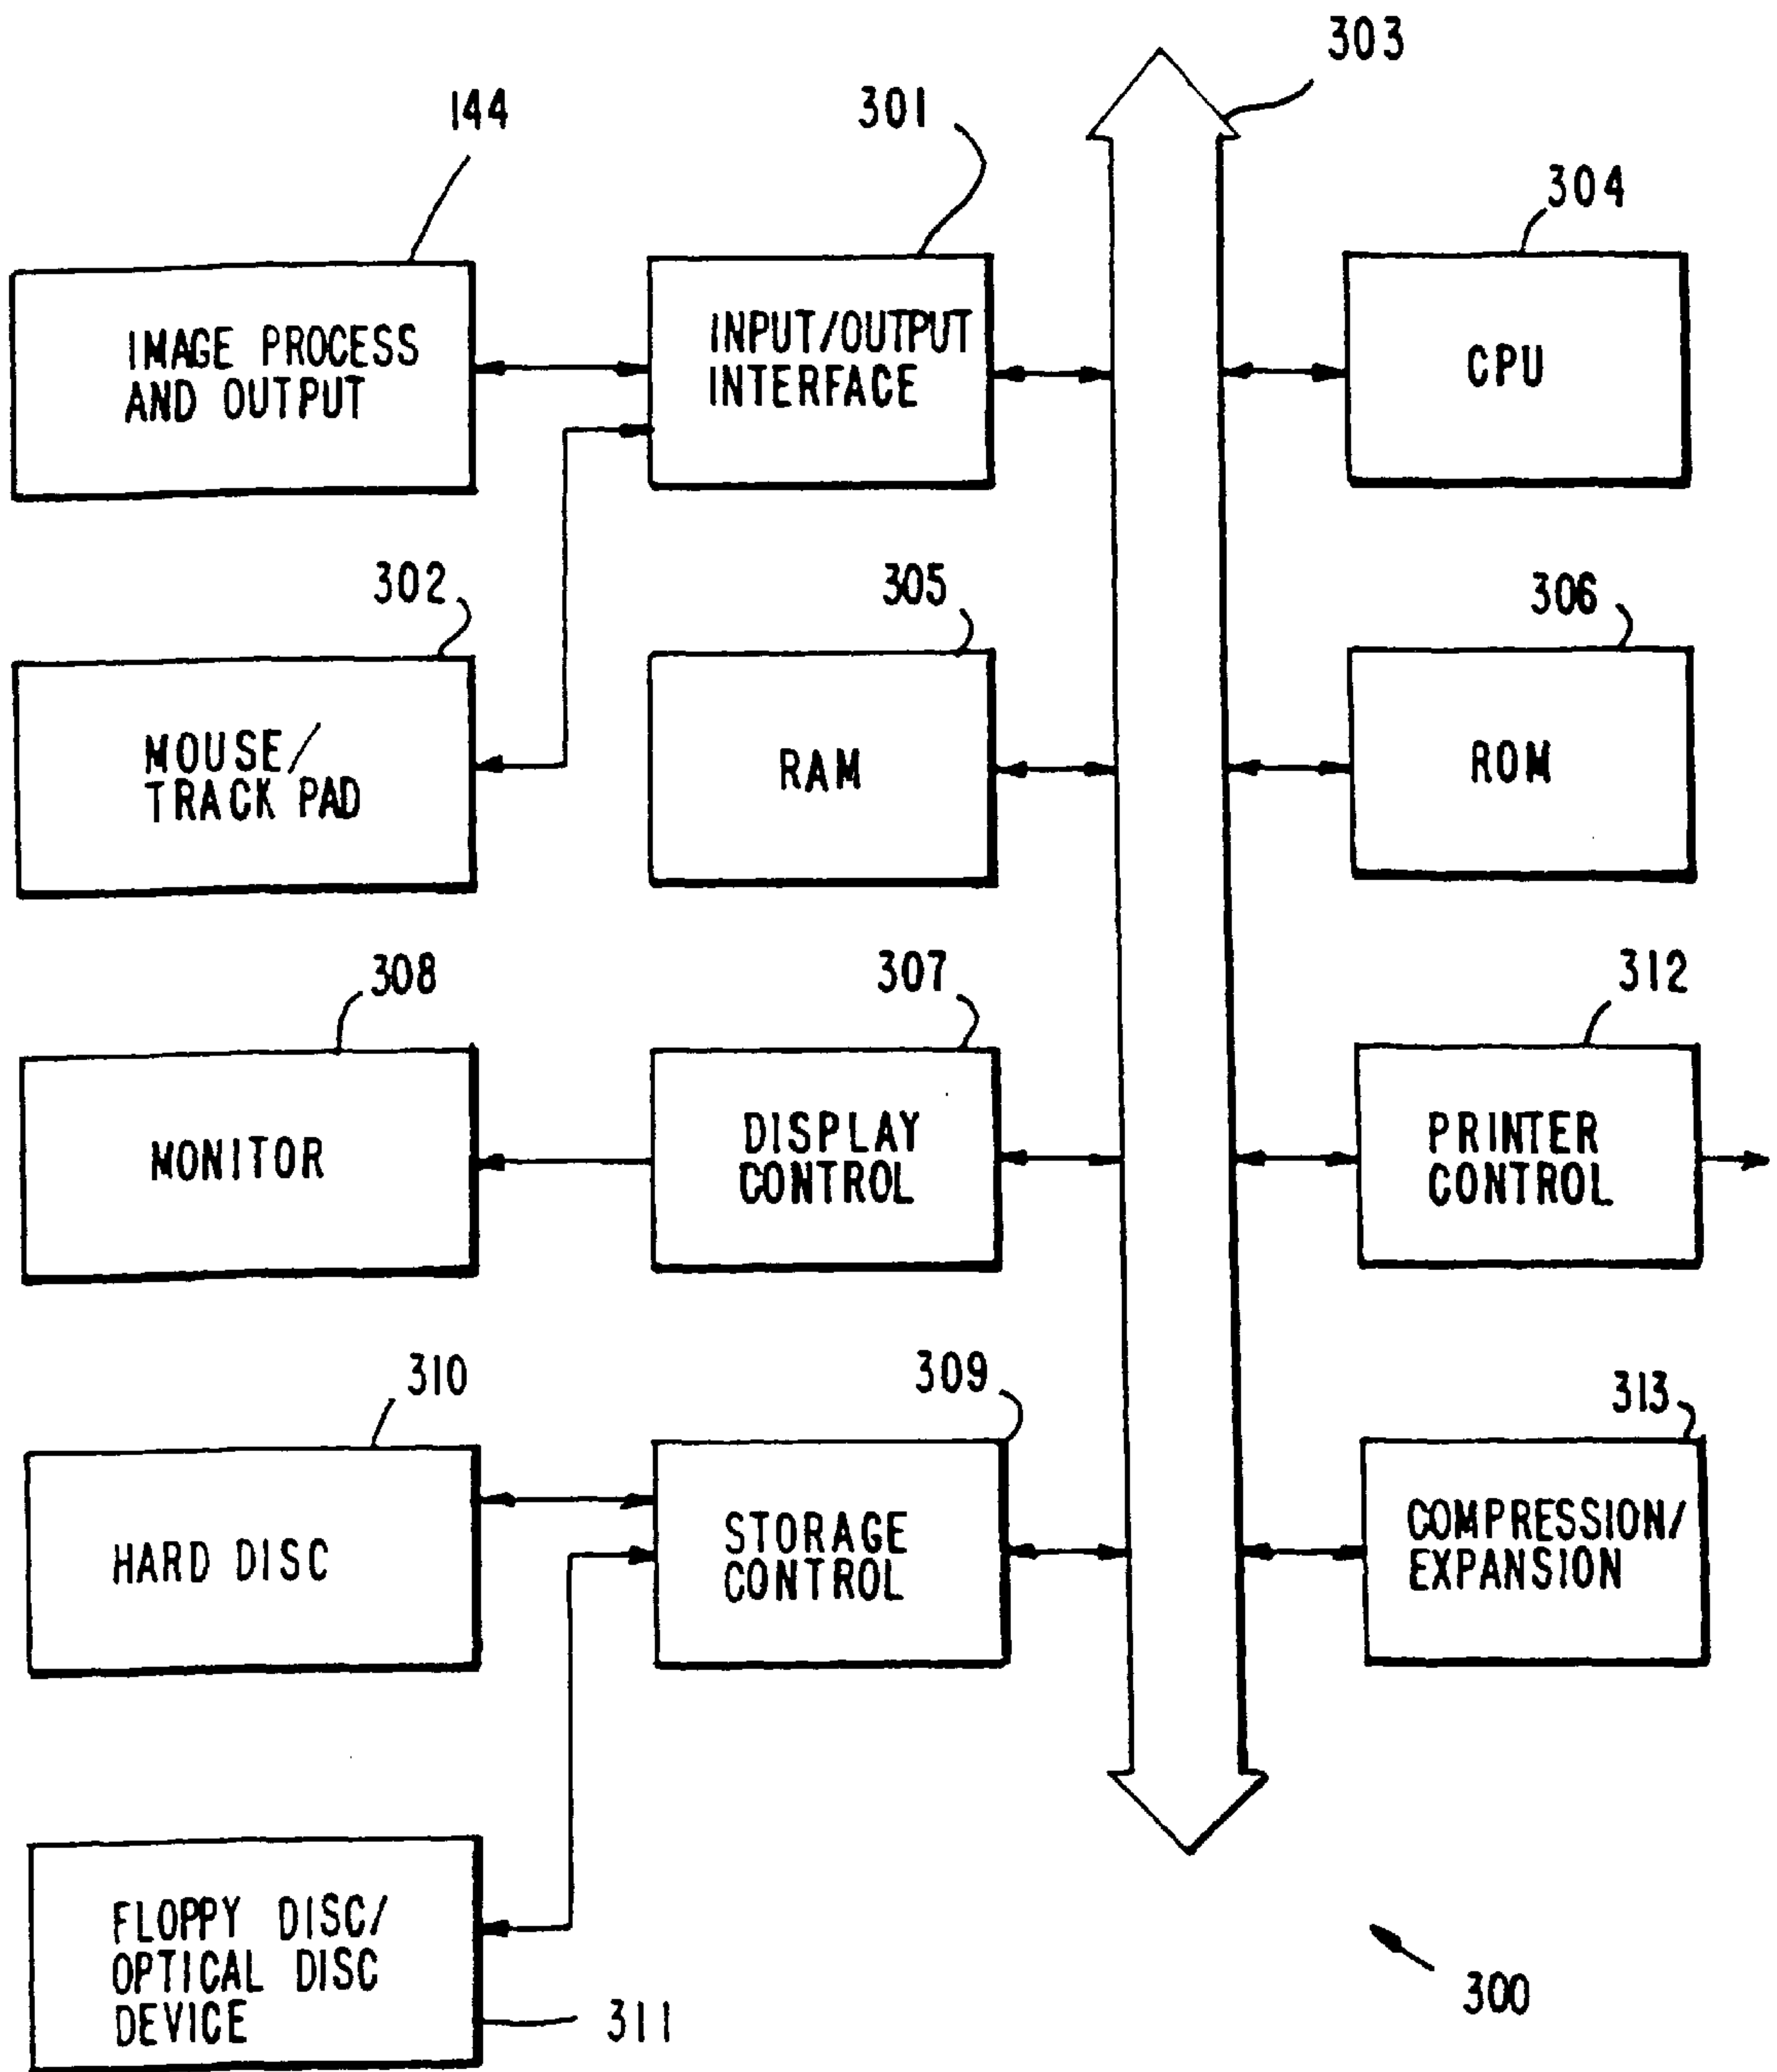 303
144
301
304
IMAGE PROCESS
AND OUTPUT
INPUT/OUTPUT
INTERFACE
CPU
302
305
306
MOUSE/
TRACK PAD
RAM
ROM
308
307
312
MONITOR
DISPLAY
CONTROL
PRINTER
CONTROL
310
309
313
HARD DISC
STORAGE
CONTROL
COMPRESSION/
EXPANSION
FLOPPY DISC/
OPTICAL DISC
DEVICE
311
300